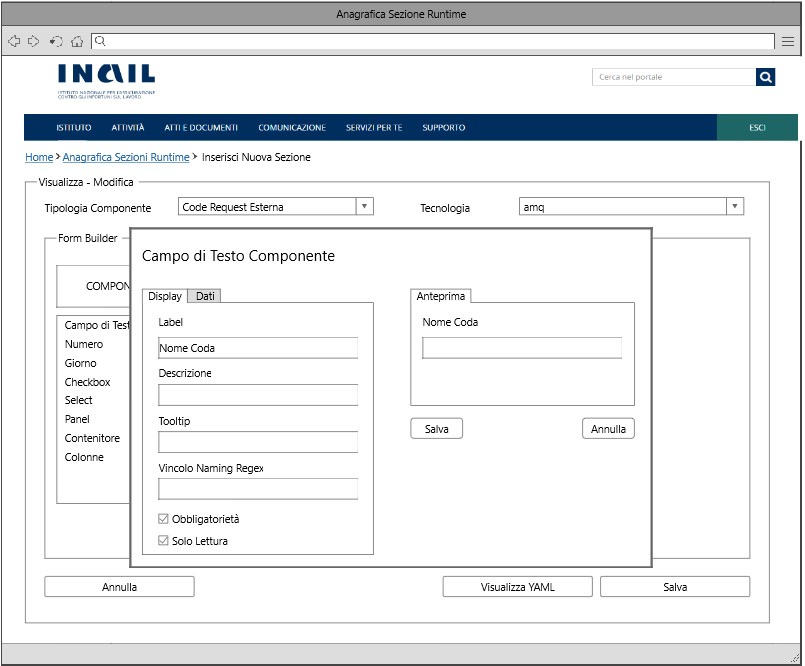 Anagrafica Sezione Runtime
INAIL
ISTITUTO NAZIONALE PER L'ASSICURAZIONE
CONTRO GLI INFORTUNI SUL LAVORO
Cerca nel portale
ISTITUTO ATTIVITÀ ATTI E DOCUMENTI COMUNICAZIONE SERVIZI PER TE SUPPORTO ESCI
Home > Anagrafica Sezioni Runtime > Inserisci Nuova Sezione
Visualizza - Modifica
Tipologia Componente Code Request Esterna Tecnologia amq
Form Builder
COMPON
Campo di Test
Numero
Giorno
Checkbox
Select
Panel
Contenitore
Colonne
Campo di Testo Componente
Display Dati
Label
Nome Coda
Descrizione
Tooltip
Vincolo Naming Regex
Obbligatorietà
Solo Lettura
Anteprima
Nome Coda
Salva Annulla
Annulla Visualizza YAML Salva